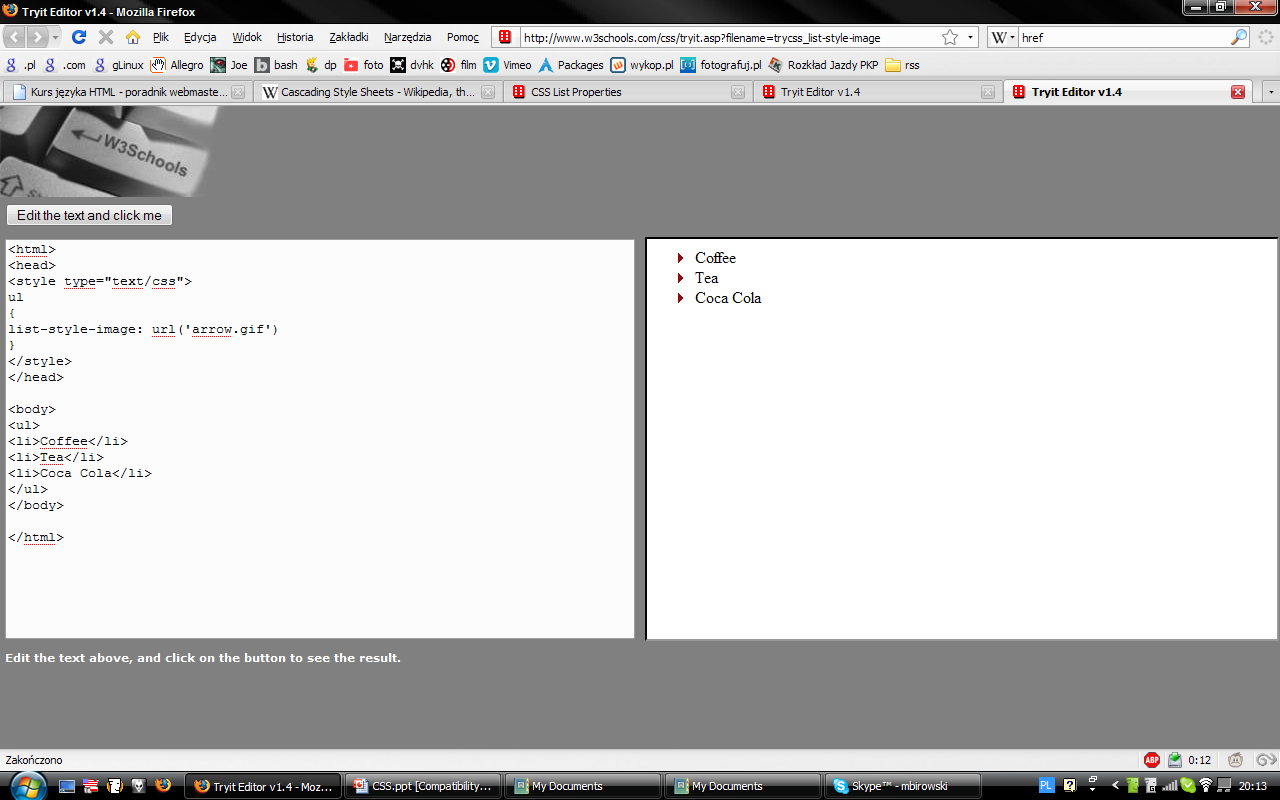 Tryit Editor v1.4 - Mozilla Firefox
Plik Edycja Widok Historia Zakładki Narzędzia Pomoc http://www.w3schools.com/css/tryit.asp?filename=trycss_list-style-image W href
.pl .com gLinux Allegro Joe bash dp foto dvhk film Vimeo Packages wykop.pl fotografuj.pl Rozkład Jazdy PKP rss
Kurs języka HTML - poradnik webmaste... Cascading Style Sheets - Wikipedia, th... CSS List Properties Tryit Editor v1.4 Tryit Editor v1.4
W3Schools
Edit the text and click me
<html>
<head>
<style type="text/css">
ul
{
list-style-image: url('arrow.gif')
}
</style>
</head>
<body>
<ul>
<li>Coffee</li>
<li>Tea</li>
<li>Coca Cola</li>
</ul>
</body>
</html>
Coffee
Tea
Coca Cola
Edit the text above, and click on the button to see the result.
Zakończono ABP 0:12
Tryit Editor v1.4 - Moz... CSS.ppt [Compatibility... My Documents My Documents Skype™ - mbirowski PL 20:13